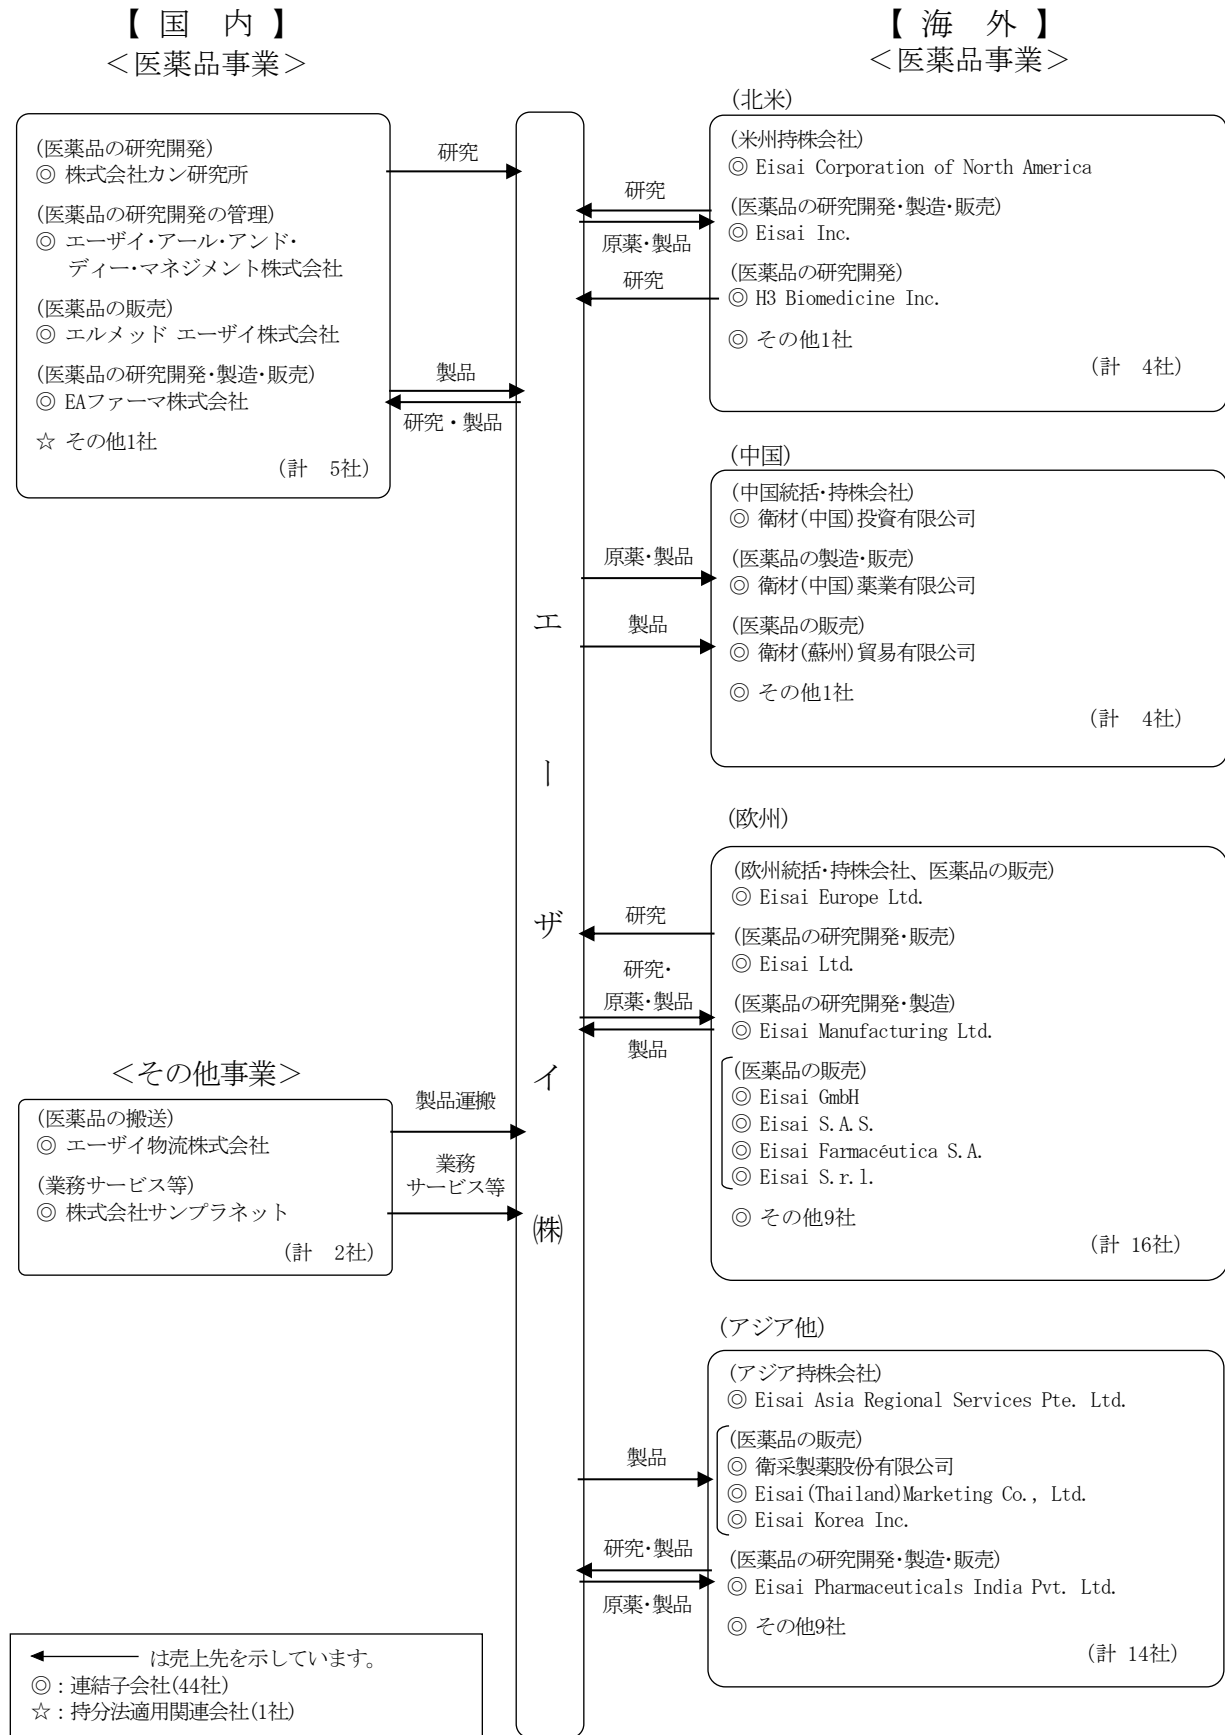 【 国　内 】
＜医薬品事業＞
(医薬品の研究開発)
◎ 株式会社カン研究所
(医薬品の研究開発の管理)
◎ エーザイ・アール・アンド・
ディー・マネジメント株式会社
(医薬品の販売)
◎ エルメッド エーザイ株式会社
(医薬品の研究開発・製造・販売)
◎ EAファーマ株式会社
☆ その他1社
(計　5社)
研究
製品
研究・製品
＜その他事業＞
(医薬品の搬送)
◎ エーザイ物流株式会社
(業務サービス等)
◎ 株式会社サンプラネット
(計　2社)
製品運搬
業務
サービス等
エーザイ㈱
【 海　外 】
＜医薬品事業＞
(北米)
(米州持株会社)
◎ Eisai Corporation of North America
(医薬品の研究開発・製造・販売)
◎ Eisai Inc.
(医薬品の研究開発)
◎ H3 Biomedicine Inc.
◎ その他1社
(計　4社)
研究
原薬・製品
研究
(中国)
(中国統括・持株会社)
◎ 衛材(中国)投資有限公司
(医薬品の製造・販売)
◎ 衛材(中国)薬業有限公司
(医薬品の販売)
◎ 衛材(蘇州)貿易有限公司
◎ その他1社
(計　4社)
原薬・製品
製品
(欧州)
(欧州統括・持株会社、医薬品の販売)
◎ Eisai Europe Ltd.
(医薬品の研究開発・販売)
◎ Eisai Ltd.
(医薬品の研究開発・製造)
◎ Eisai Manufacturing Ltd.
(医薬品の販売)
◎ Eisai GmbH
◎ Eisai S.A.S.
◎ Eisai Farmacéutica S.A.
◎ Eisai S.r.l.
◎ その他9社
(計 16社)
研究
研究・
原薬・製品
製品
(アジア他)
(アジア持株会社)
◎ Eisai Asia Regional Services Pte. Ltd.
(医薬品の販売)
◎ 衛采製薬股份有限公司
◎ Eisai(Thailand)Marketing Co., Ltd.
◎ Eisai Korea Inc.
(医薬品の研究開発・製造・販売)
◎ Eisai Pharmaceuticals India Pvt. Ltd.
◎ その他9社
(計 14社)
製品
研究・製品
原薬・製品
は売上先を示しています。
◎：連結子会社(44社)
☆：持分法適用関連会社(1社)